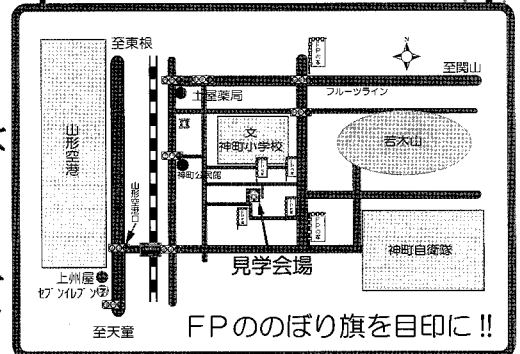 至東根
至関山
土屋薬局
フルーツライン
文
神町小学校
若木山
山形空港
神町公民館
山形空港口
神町自衛隊
見学会場
上州屋
セブンイレブン
至天童
FPののぼり旗を目印に!!